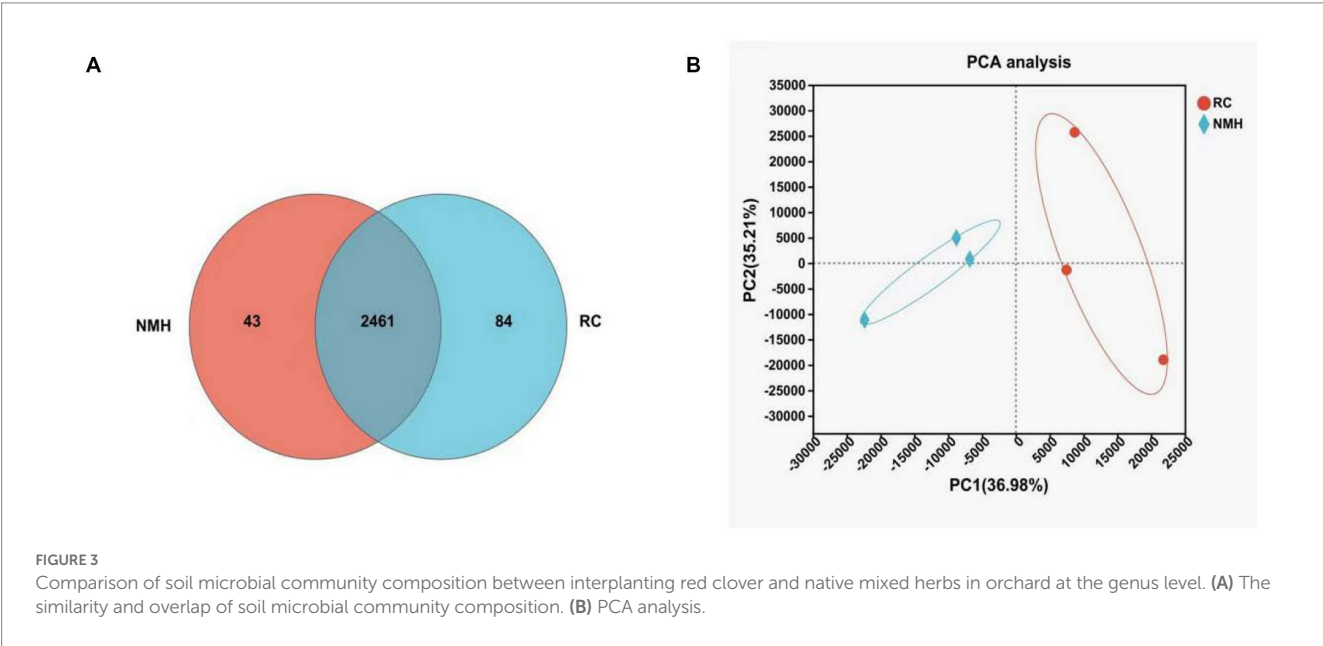 A
NMH
43
2461
84
RC
B
PCA analysis
RC
NMH
PC2(35.21%)
35000
30000
25000
20000
15000
10000
5000
0
-5000
-10000
-15000
-20000
-25000
-30000
-30000
-25000
-20000
-15000
-10000
-5000
0
5000
10000
15000
20000
25000
PC1(36.98%)
FIGURE 3
Comparison of soil microbial community composition between interplanting red clover and native mixed herbs in orchard at the genus level. (A) The
similarity and overlap of soil microbial community composition. (B) PCA analysis.